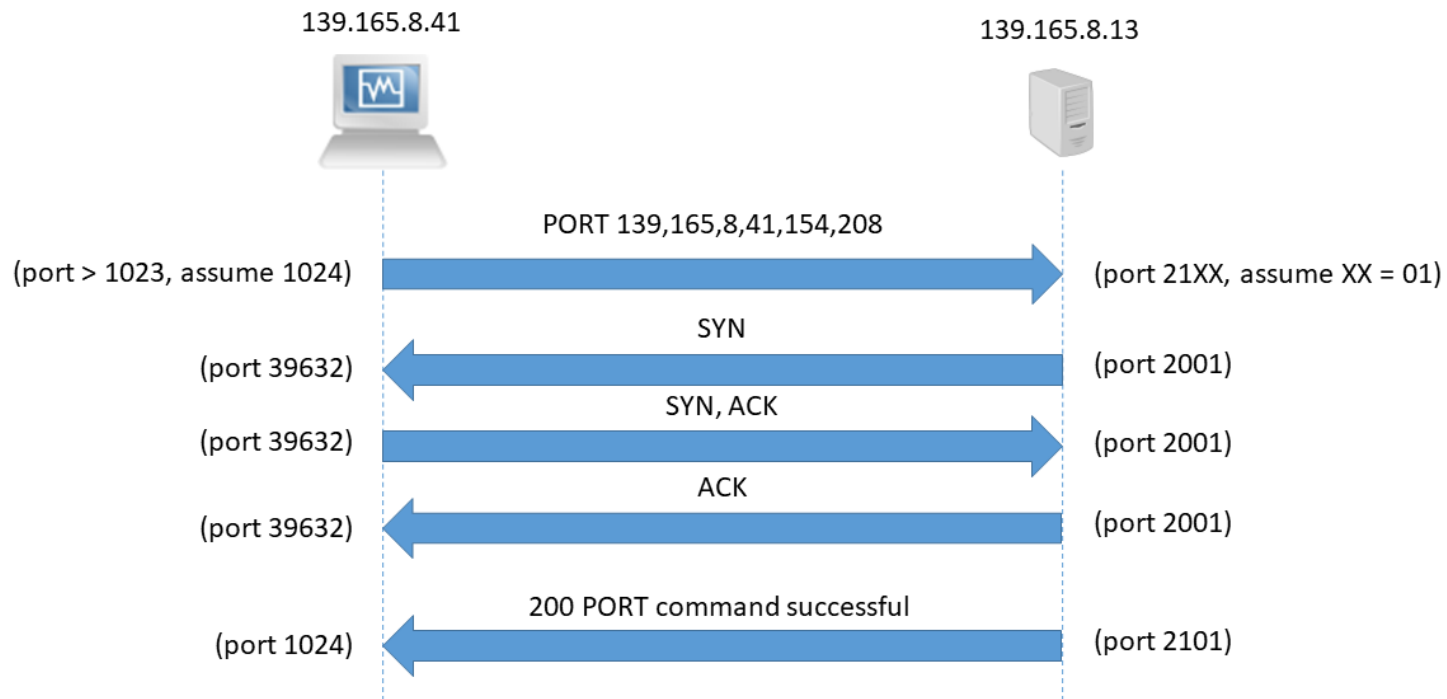 139.165.8.41
139.165.8.13
PORT 139,165,8,41,154,208
(port > 1023, assume 1024)
(port 21XX, assume XX = 01)
SYN
(port 39632)
(port 2001)
SYN, ACK
(port 39632)
(port 2001)
ACK
(port 39632)
(port 2001)
200 PORT command successful
(port 1024)
(port 2101)